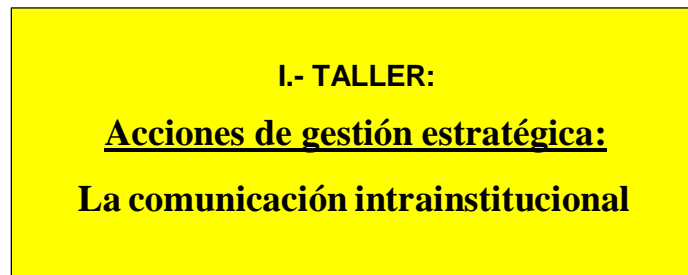 I.- TALLER:
Acciones de gestión estratégica:
La comunicación intrainstitucional